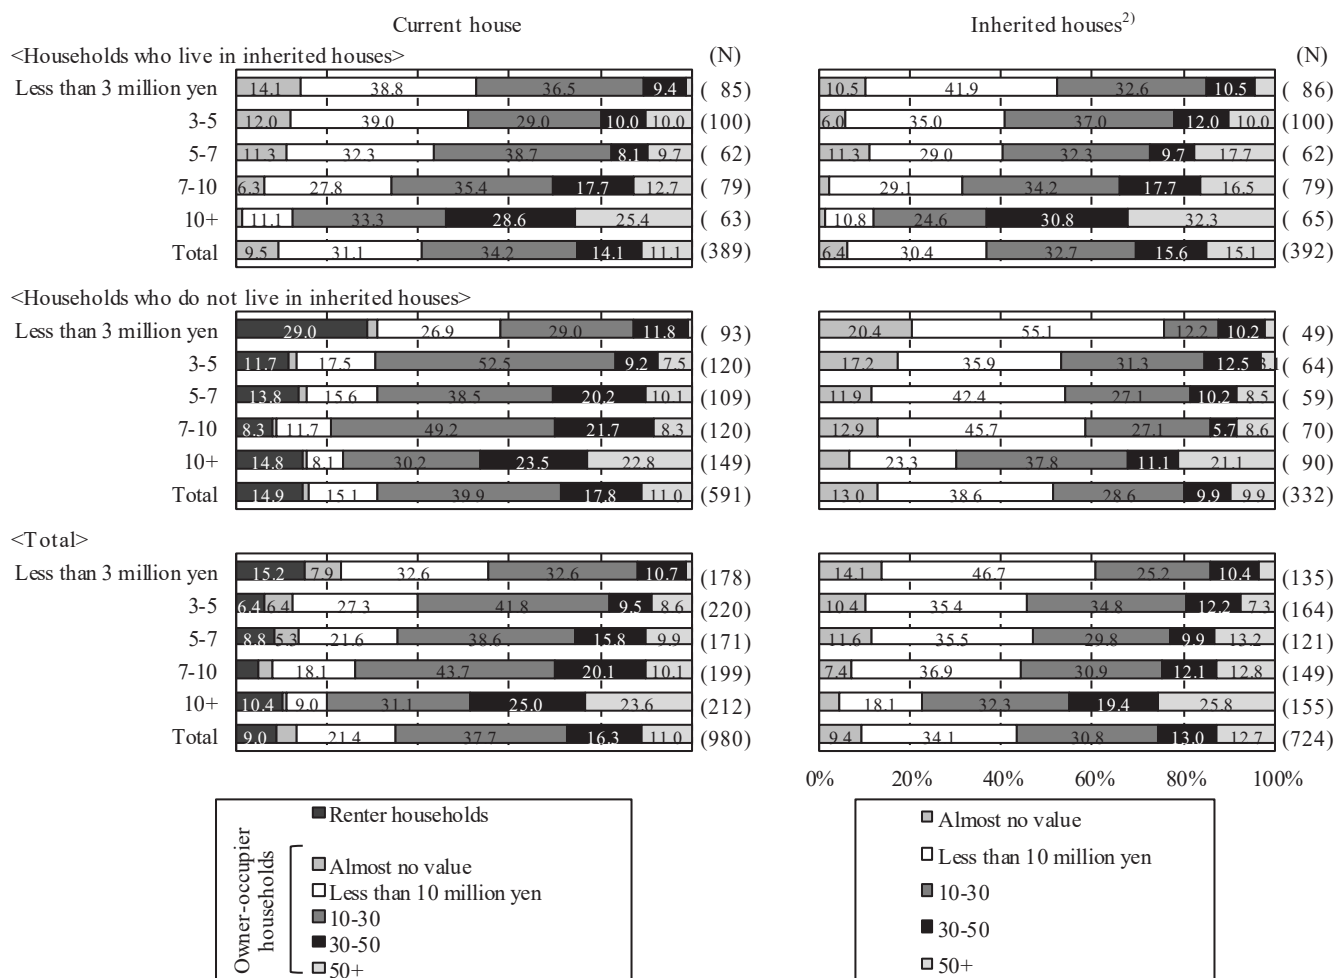 Current house Inherited houses2)
<Households who live in inherited houses> (N) (N)
Less than 3 million yen 14.1 38.8 36.5 9.4 ( 85) 10.5 41.9 32.6 10.5 ( 86)
3-5 12.0 39.0 29.0 10.0 10.0 (100) 6.0 35.0 37.0 12.0 10.0 (100)
5-7 11.3 32.3 38.7 8.1 9.7 ( 62) 11.3 29.0 32.3 9.7 17.7 ( 62)
7-10 6.3 27.8 35.4 17.7 12.7 ( 79) 29.1 34.2 17.7 16.5 ( 79)
10+ 11.1 33.3 28.6 25.4 ( 63) 10.8 24.6 30.8 32.3 ( 65)
Total 9.5 31.1 34.2 14.1 11.1 (389) 6.4 30.4 32.7 15.6 15.1 (392)
<Households who do not live in inherited houses>
Less than 3 million yen 29.0 26.9 29.0 11.8 ( 93) 20.4 55.1 12.2 10.2 ( 49)
3-5 11.7 17.5 52.5 9.2 7.5 (120) 17.2 35.9 31.3 12.5 3.1 ( 64)
5-7 13.8 15.6 38.5 20.2 10.1 (109) 11.9 42.4 27.1 10.2 8.5 ( 59)
7-10 8.3 11.7 49.2 21.7 8.3 (120) 12.9 45.7 27.1 5.7 8.6 ( 70)
10+ 14.8 8.1 30.2 23.5 22.8 (149) 23.3 37.8 11.1 21.1 ( 90)
Total 14.9 15.1 39.9 17.8 11.0 (591) 13.0 38.6 28.6 9.9 9.9 (332)
<Total>
Less than 3 million yen 15.2 7.9 32.6 32.6 10.7 (178) 14.1 46.7 25.2 10.4 (135)
3-5 6.4 6.4 27.3 41.8 9.5 8.6 (220) 10.4 35.4 34.8 12.2 7.3 (164)
5-7 8.8 5.3 21.6 38.6 15.8 9.9 (171) 11.6 35.5 29.8 9.9 13.2 (121)
7-10 18.1 43.7 20.1 10.1 (199) 7.4 36.9 30.9 12.1 12.8 (149)
10+ 10.4 9.0 31.1 25.0 23.6 (212) 18.1 32.3 19.4 25.8 (155)
Total 9.0 21.4 37.7 16.3 11.0 (980) 9.4 34.1 30.8 13.0 12.7 (724)
0% 20% 40% 60% 80% 100%
Renter households
Owner-occupier
households
Almost no value
Less than 10 million yen
10-30
30-50
50+
Almost no value
Less than 10 million yen
10-30
30-50
50+